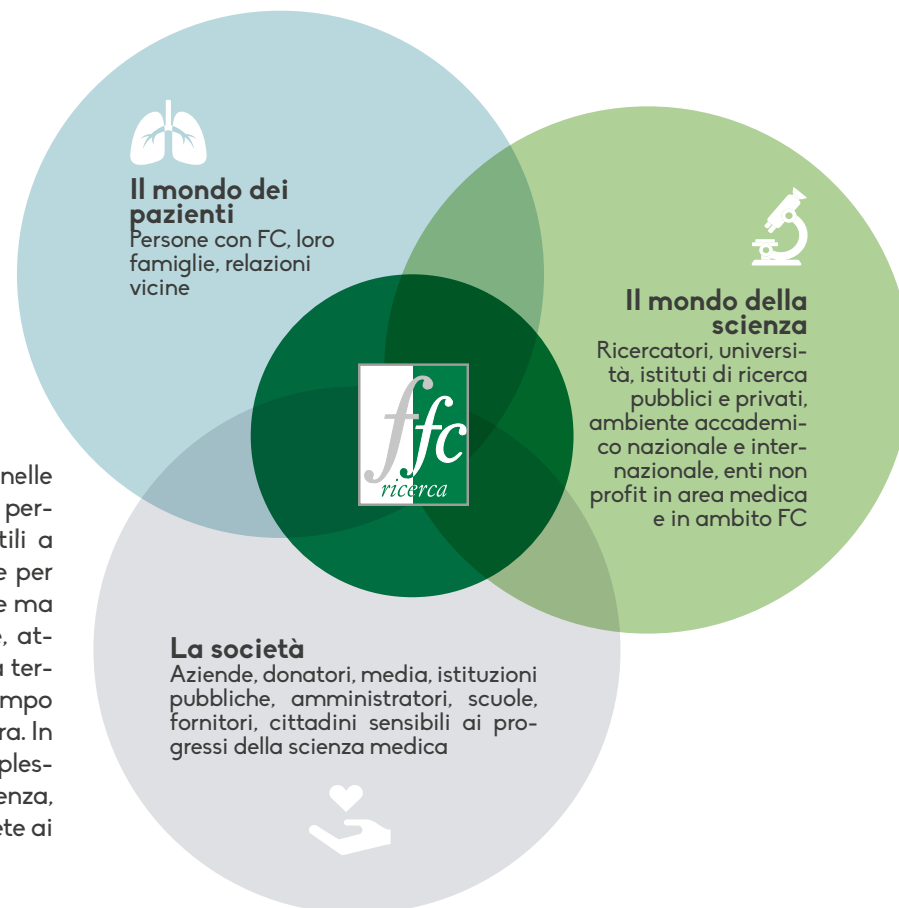 Il mondo dei
pazienti
Persone con FC, loro
famiglie, relazioni
vicine
Il mondo della
scienza
Ricercatori, universi-
tà, istituti di ricerca
pubblici e privati,
ambiente accademi-
co nazionale e inter-
nazionale, enti non
profit in area medica
e in ambito FC
ffc
ricerca
nelle
per-
tili a
e per
e ma
e, at-
a ter-
mpo
ra. In
ples-
enza,
ete ai
La società
Aziende, donatori, media, istituzioni
pubbliche, amministratori, scuole,
fornitori, cittadini sensibili ai pro-
gressi della scienza medica